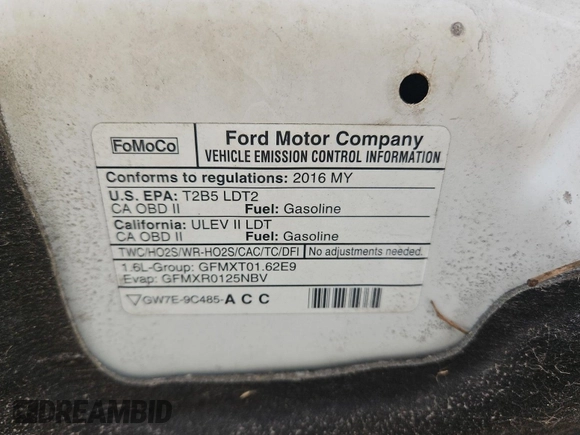 FoMoCo
Ford Motor Company
VEHICLE EMISSION CONTROL INFORMATION
Conforms to regulations: 2016 MY
U.S. EPA: T2B5 LDT2
CA OBD II Fuel: Gasoline
California: ULEV II LDT
CA OBD II Fuel: Gasoline
TWC/HO2S/WR-HO2S/CAC/TC/DFI No adjustments needed.
1.6L-Group: GFMXT01.62E9
Evap: GFMXR0125NBV
GW7E-9C485-ACC
DREAMBID